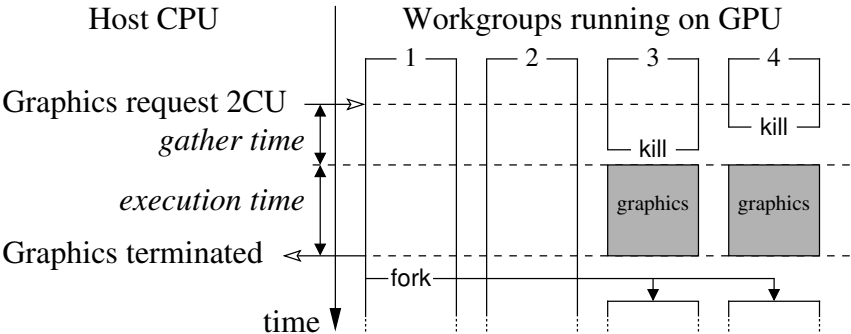 Host CPU
Workgroups running on GPU
1 2 3 4
Graphics request 2CU
gather time
kill
kill
execution time
graphics graphics
Graphics terminated
fork
time